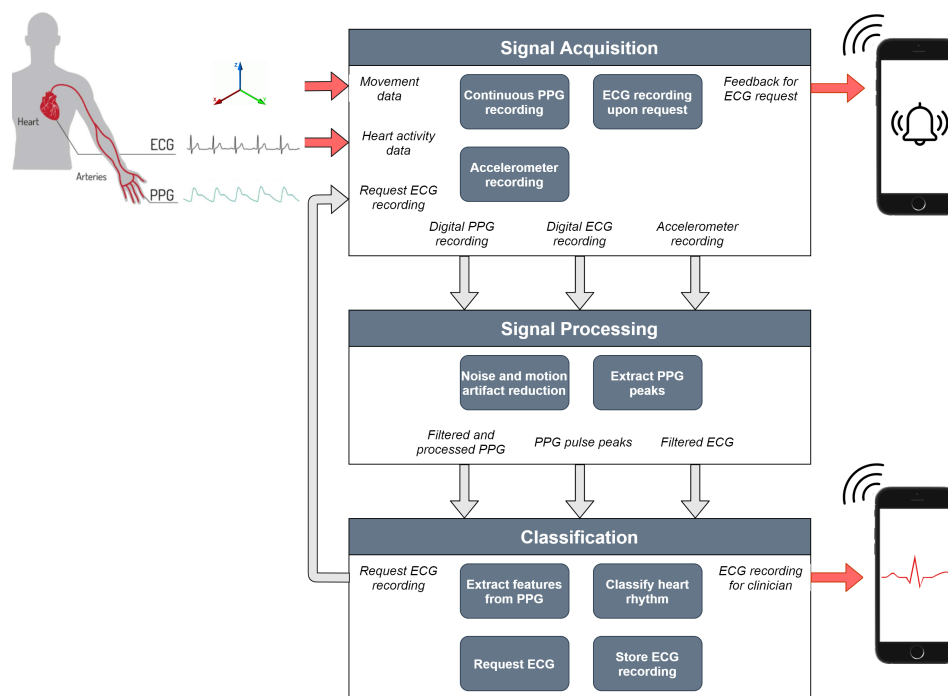 Heart
ECG
Arteries
PPG
z
x
Y
Signal Acquisition
Movement
data
Continuous PPG
recording
ECG recording
upon request
Feedback for
ECG request
Heart activity
data
Accelerometer
recording
Request ECG
recording
Digital PPG
recording
Digital ECG
recording
Accelerometer
recording
Signal Processing
Noise and motion
artifact reduction
Extract PPG
peaks
Filtered and
processed PPG
PPG pulse peaks
Filtered ECG
Classification
Request ECG
recording
Extract features
from PPG
Classify heart
rhythm
ECG recording
for clinician
Request ECG
Store ECG
recording